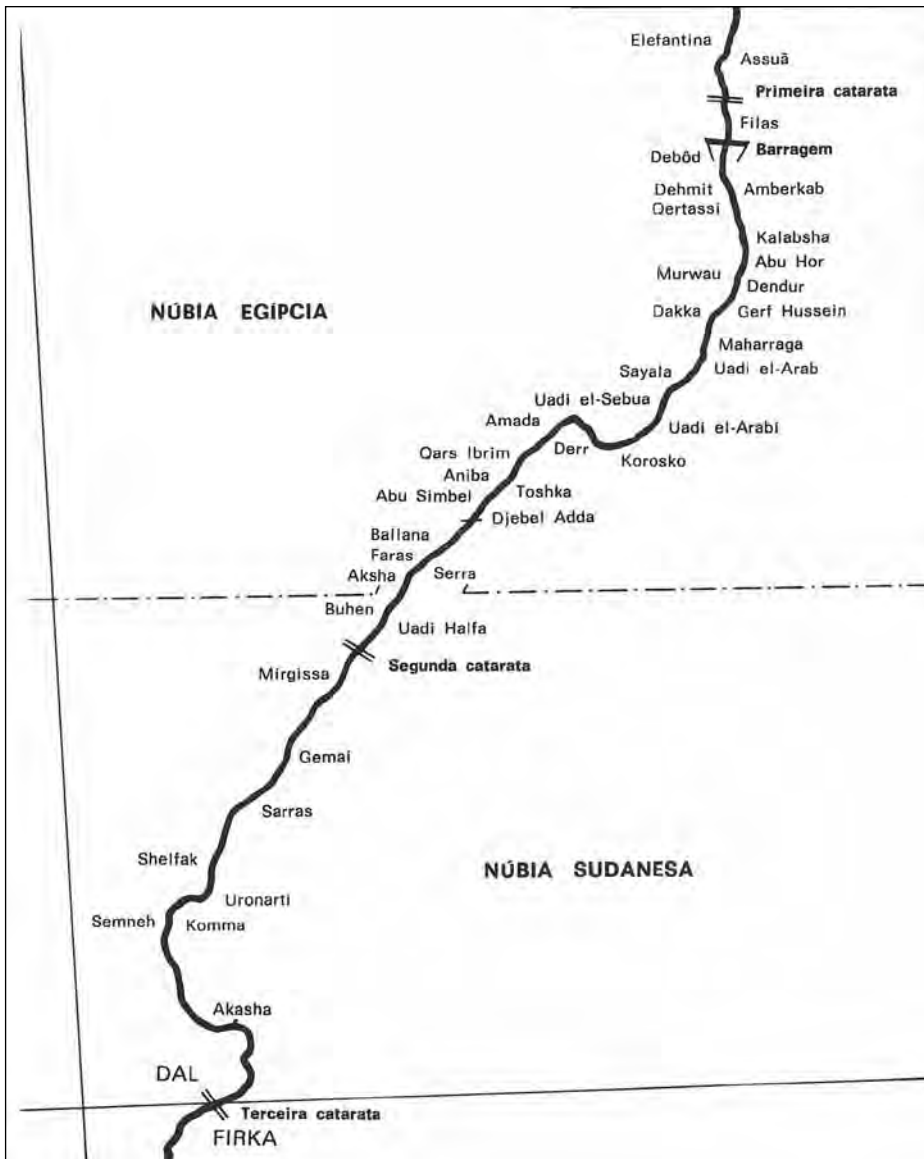 Elefantina
Assuã
Primeira catarata
Filas
Barragem
Debôd
Dehmit
Amberkab
Qertassi
Kalabsha
Abu Hor
Murwau
Dendur
Dakka
Gerf Hussein
NÚBIA EGÍPCIA
Maharraga
Uadi el-Arab
Sayala
Uadi el-Sebua
Amada
Uadi el-Arabi
Derr
Qars Ibrim
Korosko
Aniba
Toshka
Abu Simbel
Djebel Adda
Ballana
Faras
Aksha
Serra
Buhen
Uadi Halfa
Segunda catarata
Mirgissa
Gemai
Sarras
Shelfak
NÚBIA SUDANESA
Uronarti
Semneh
Komma
Akasha
DAL
Terceira catarata
FIRKA